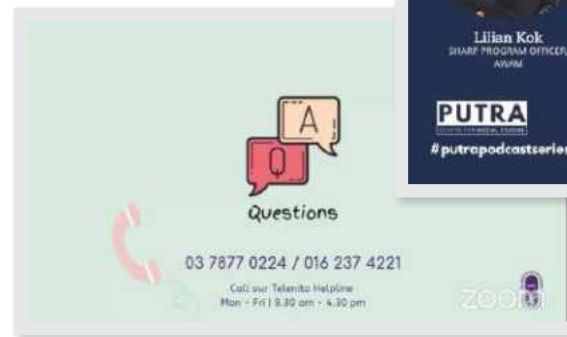 Lilian Kok
SHARP PROGRAM OFFICER,
AWAM
PUTRA
#putrapodcastseries
A
Q
Questions
03 7877 0224 / 016 237 4221
Call our Telenita Helpline
Mon - Fri | 9.30 am - 4.30 pm
zoom